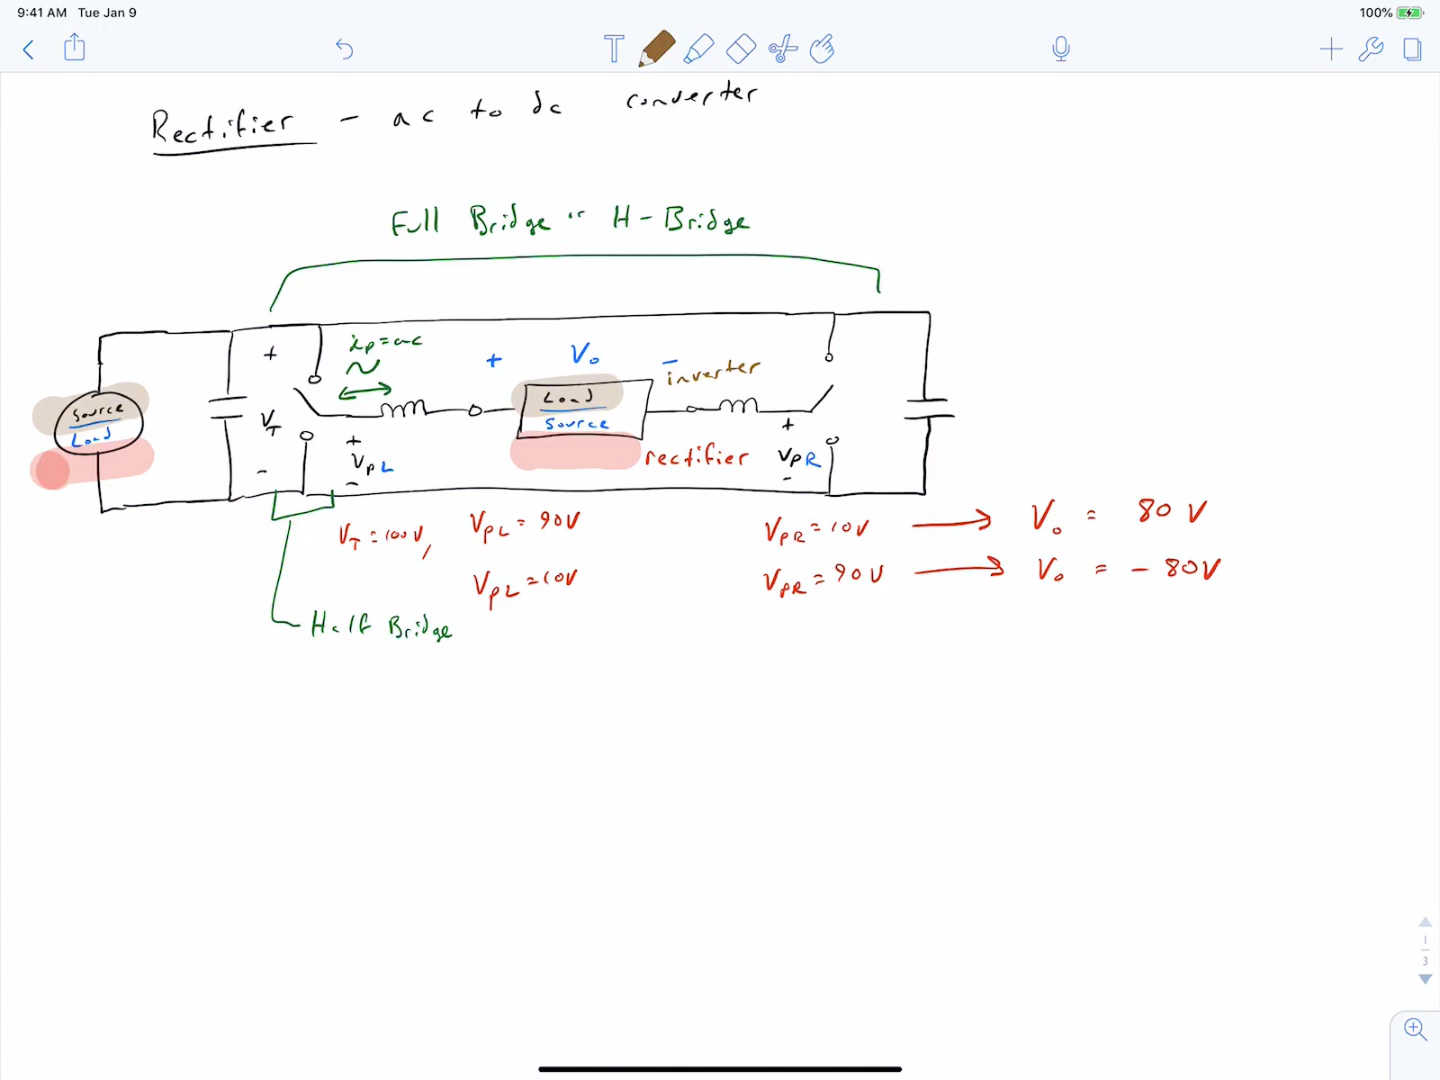 9:41 AM Tue Jan 9
100%
T
Rectifier - ac to dc converter
Full Bridge or H-Bridge
+ ip=ac + Vo - inverter
Source
Load
VT
Load
Source
+
-
+
VPL
-
rectifier
+
VPR
-
VT = 100V, VPL = 90V VPR = 10V → Vo = 80V
VPL = 10V VPR = 90V → Vo = - 80V
Half Bridge
1
3